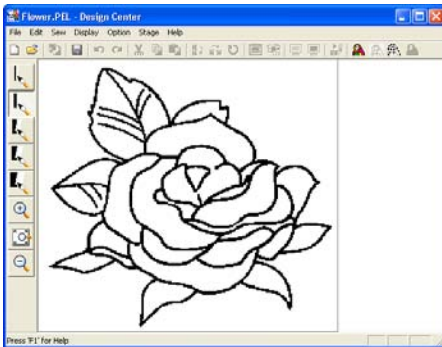 Flower.PEL - Design Center
File Edit Sew Display Option Stage Help
Press 'F1' for Help